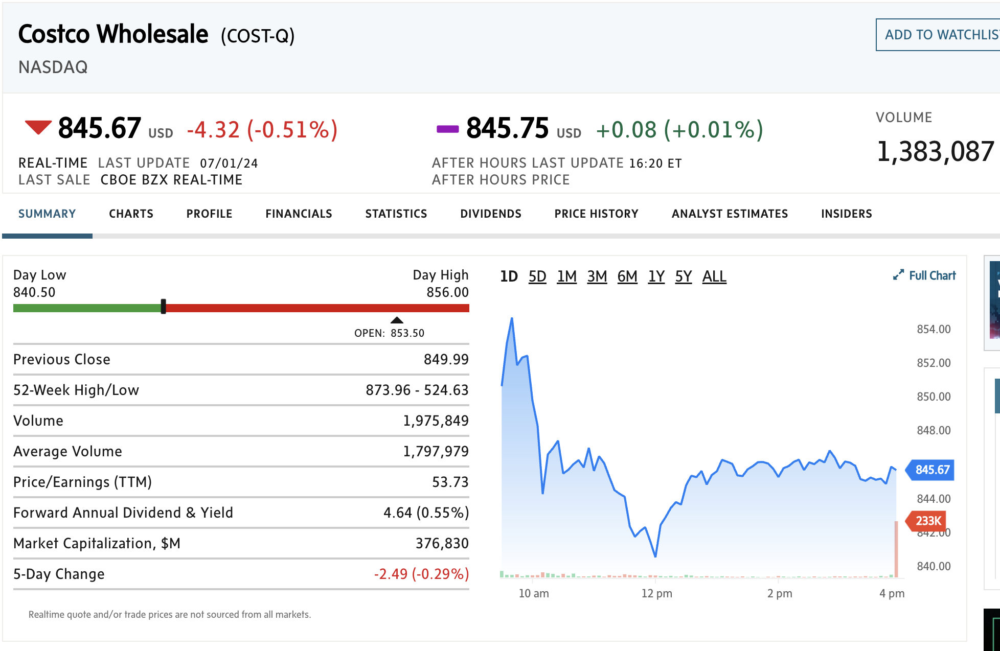 Costco Wholesale (COST-Q)
ADD TO WATCHLIS
NASDAQ
845.67 USD -4.32 (-0.51%)
REAL-TIME LAST UPDATE 07/01/24
LAST SALE CBOE BZX REAL-TIME
845.75 USD +0.08 (+0.01%)
AFTER HOURS LAST UPDATE 16:20 ET
AFTER HOURS PRICE
VOLUME
1,383,087
SUMMARY CHARTS PROFILE FINANCIALS STATISTICS DIVIDENDS PRICE HISTORY ANALYST ESTIMATES INSIDERS
Day Low Day High
840.50 856.00
OPEN: 853.50
Previous Close 849.99
52-Week High/Low 873.96 - 524.63
Volume 1,975,849
Average Volume 1,797,979
Price/Earnings (TTM) 53.73
Forward Annual Dividend & Yield 4.64 (0.55%)
Market Capitalization, $M 376,830
5-Day Change -2.49 (-0.29%)
Realtime quote and/or trade prices are not sourced from all markets.
1D 5D 1M 3M 6M 1Y 5Y ALL
Full Chart
854.00
852.00
850.00
848.00
845.67
844.00
233K
842.00
840.00
10 am 12 pm 2 pm 4 pm